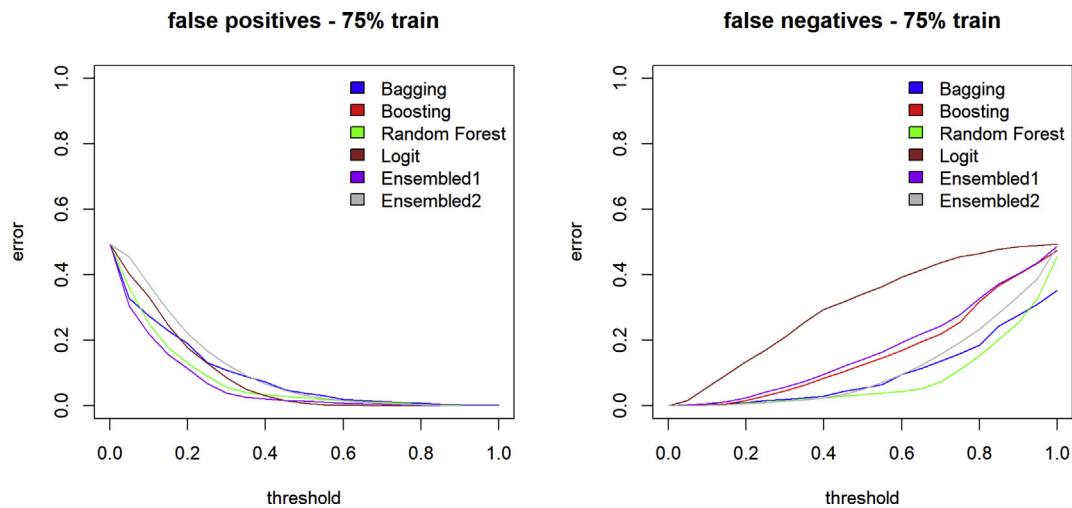 false positives - 75% train
1.0
0.8
0.6
0.4
0.2
0.0
error
Bagging
Boosting
Random Forest
Logit
Ensembled1
Ensembled2
0.0 0.2 0.4 0.6 0.8 1.0
threshold
false negatives - 75% train
1.0
0.8
0.6
0.4
0.2
0.0
error
Bagging
Boosting
Random Forest
Logit
Ensembled1
Ensembled2
0.0 0.2 0.4 0.6 0.8 1.0
threshold